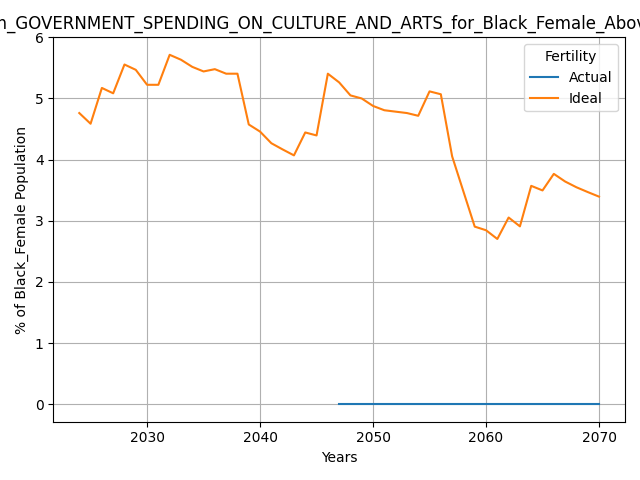 n_GOVERNMENT_SPENDING_ON_CULTURE_AND_ARTS_for_Black_Female_Abov
% of Black_Female Population
6
5
4
3
2
1
0
Fertility
Actual
Ideal
2030
2040
2050
2060
2070
Years